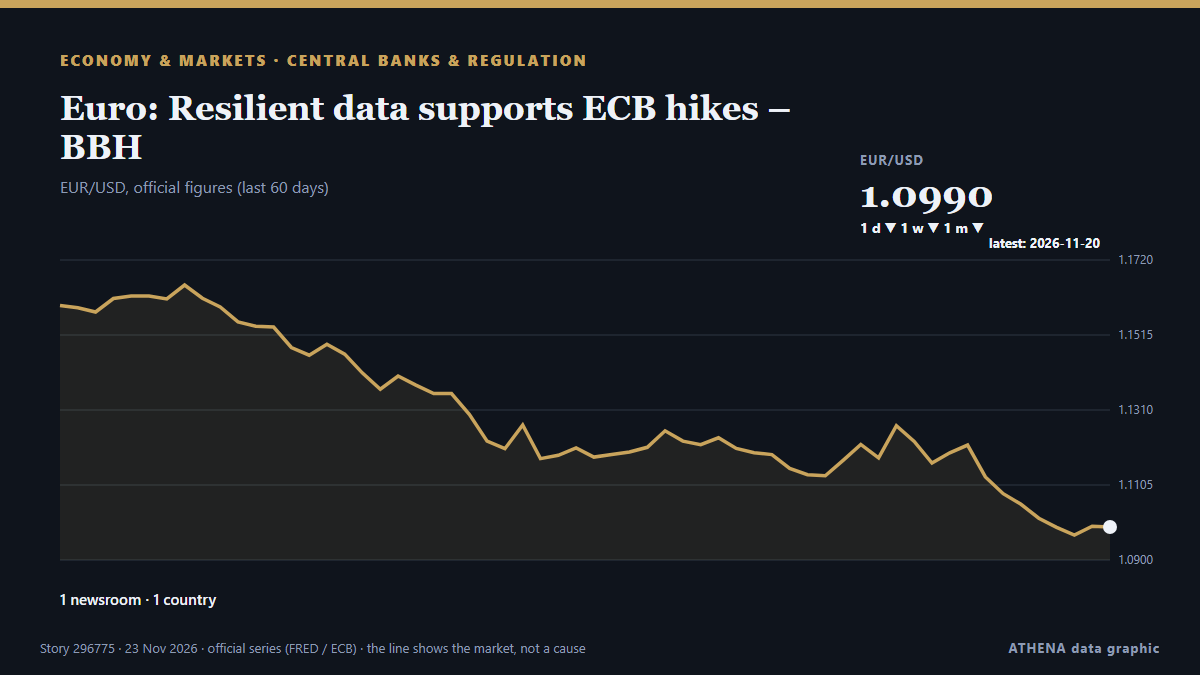 ECONOMY & MARKETS · CENTRAL BANKS & REGULATION
Euro: Resilient data supports ECB hikes –
BBH
EUR/USD, official figures (last 60 days)
EUR/USD
1.0990
1 d ▼ 1 w ▼ 1 m ▼
latest: 2026-11-20
1.1720
1.1515
1.1310
1.1105
1.0900
1 newsroom · 1 country
Story 296775 · 23 Nov 2026 · official series (FRED / ECB) · the line shows the market, not a cause
ATHENA data graphic